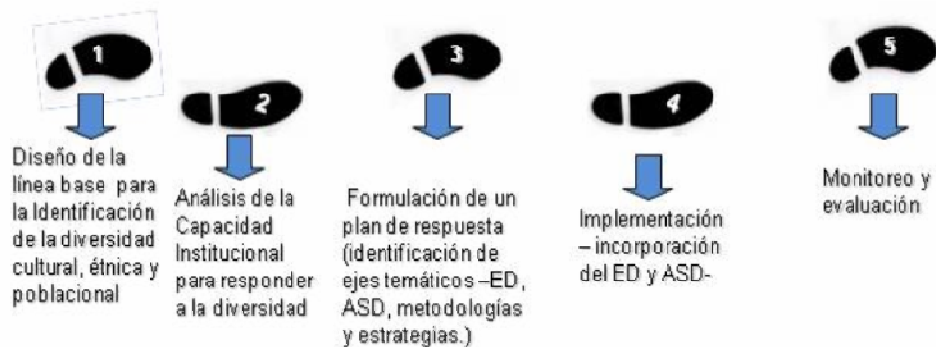 1
Diseño de la
línea base para
la Identificación
de la diversidad
cultural, étnica y
poblacional
2
Análisis de la
Capacidad
Institucional
para responder
a la diversidad
3
Formulación de un
plan de respuesta
(identificación de
ejes temáticos –ED,
ASD, metodologías
y estrategias.)
4
Implementación
– incorporación
del ED y ASD-
5
Monitoreo y
evaluación